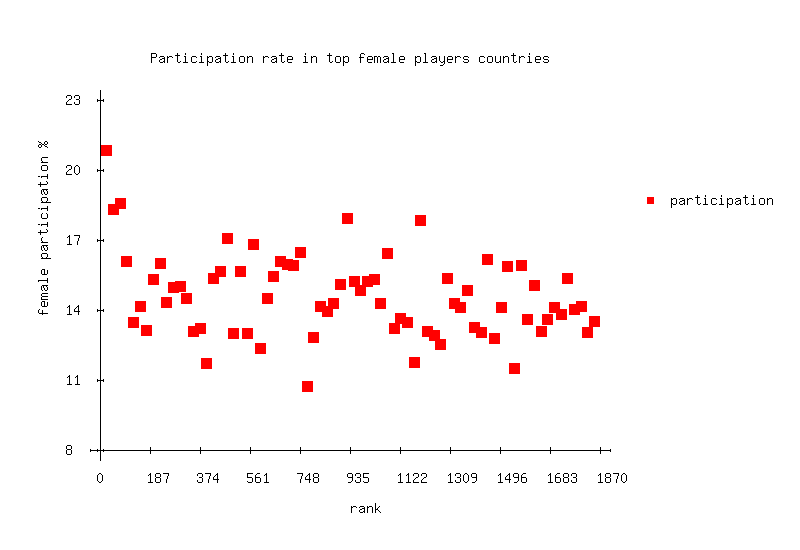 Participation rate in top female players countries
female participation %
23
20
17
14
11
8
0 187 374 561 748 935 1122 1309 1496 1683 1870
rank
participation